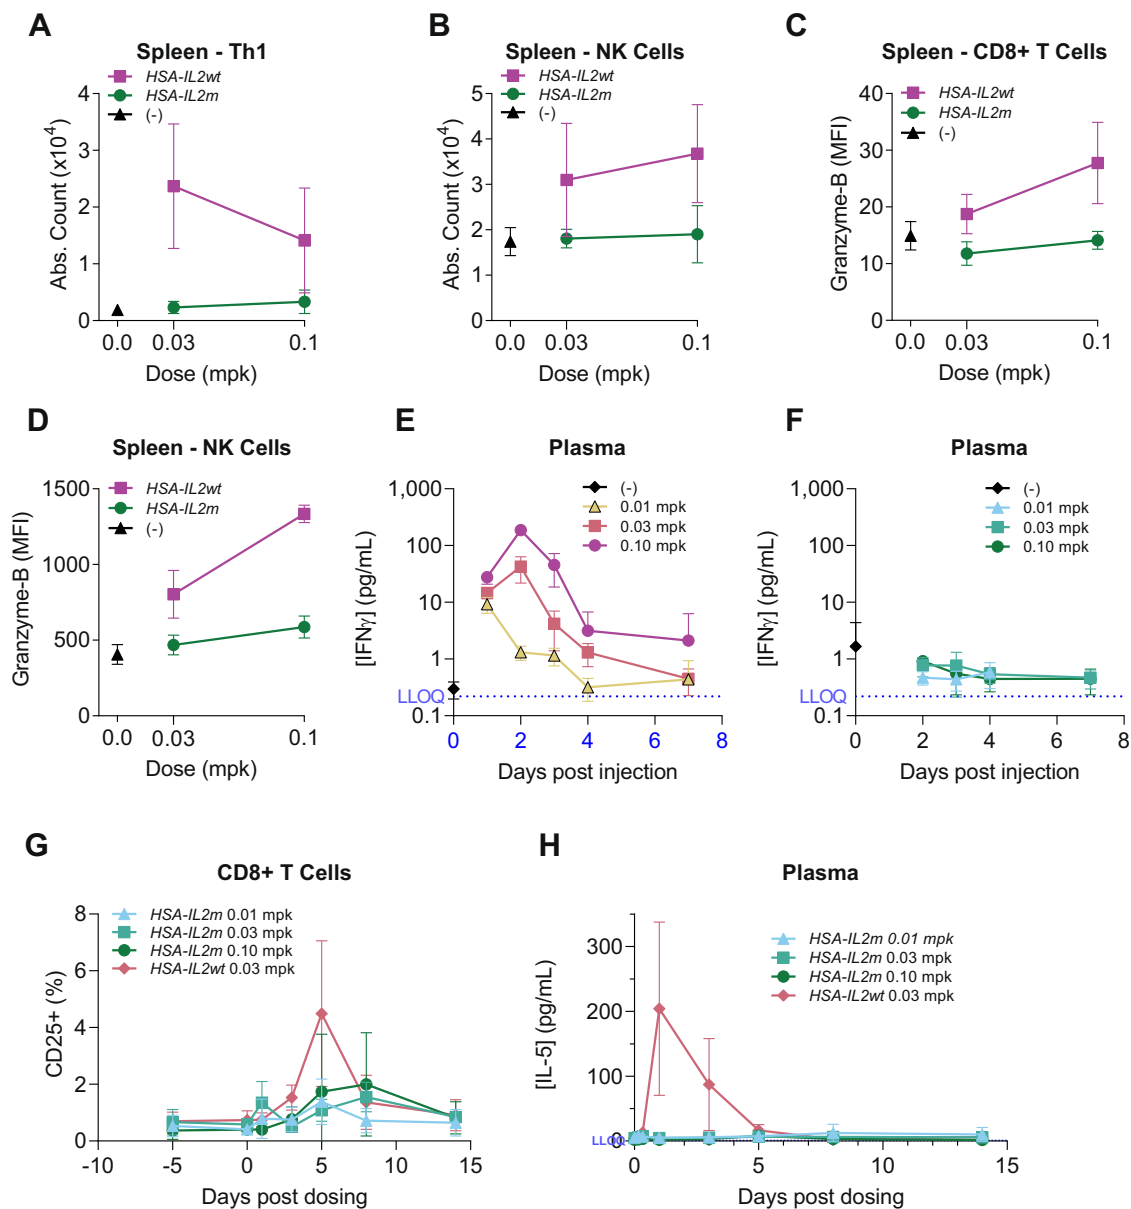 A
Spleen - Th1
HSA-IL2wt
HSA-IL2m
(-)
Abs. Count (x10⁴)
4
3
2
1
0
0.0
0.03
0.1
Dose (mpk)
B
Spleen - NK Cells
HSA-IL2wt
HSA-IL2m
(-)
Abs. Count (x10⁴)
5
4
3
2
1
0
0.0
0.03
0.1
Dose (mpk)
C
Spleen - CD8+ T Cells
HSA-IL2wt
HSA-IL2m
(-)
Granzyme-B (MFI)
40
30
20
10
0
0.0
0.03
0.1
Dose (mpk)
D
Spleen - NK Cells
HSA-IL2wt
HSA-IL2m
(-)
Granzyme-B (MFI)
1500
1000
500
0
0.0
0.03
0.1
Dose (mpk)
E
Plasma
(-)
0.01 mpk
0.03 mpk
0.10 mpk
[IFNγ] (pg/mL)
1,000
100
10
1
LLOQ
0.1
0
2
4
6
8
Days post injection
F
Plasma
(-)
0.01 mpk
0.03 mpk
0.10 mpk
[IFNγ] (pg/mL)
1,000
100
10
1
LLOQ
0.1
0
2
4
6
8
Days post injection
G
CD8+ T Cells
HSA-IL2m 0.01 mpk
HSA-IL2m 0.03 mpk
HSA-IL2m 0.10 mpk
HSA-IL2wt 0.03 mpk
CD25+ (%)
8
6
4
2
0
-10
-5
0
5
10
15
Days post dosing
H
Plasma
HSA-IL2m 0.01 mpk
HSA-IL2m 0.03 mpk
HSA-IL2m 0.10 mpk
HSA-IL2wt 0.03 mpk
[IL-5] (pg/mL)
300
200
100
0
LLOQ
0
5
10
15
Days post dosing